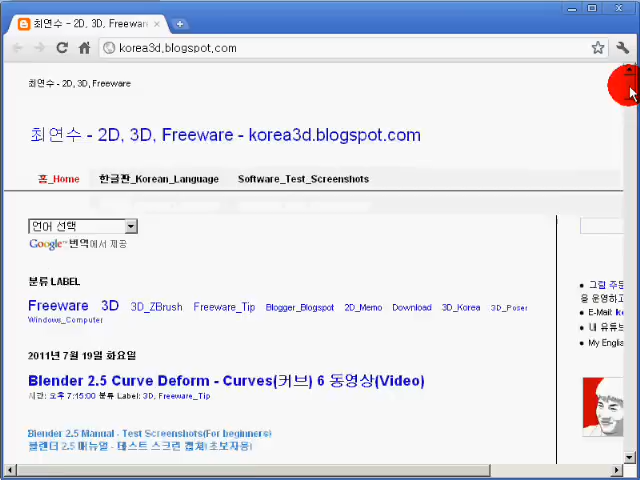 최연수 - 2D, 3D, Freeware
korea3d.blogspot.com
최연수 - 2D, 3D, Freeware
최연수 - 2D, 3D, Freeware - korea3d.blogspot.com
홈_Home 한글판_Korean_Language Software_Test_Screenshots
언어 선택
Google™ 번역에서 제공
분류 LABEL
Freeware 3D 3D_ZBrush Freeware_Tip Blogger_Blogspot 2D_Memo Download 3D_Korea 3D_Poser
Windows_Computer
2011년 7월 19일 화요일
Blender 2.5 Curve Deform - Curves(커브) 6 동영상(Video)
시간: 오후 7:15:00 분류 Label: 3D, Freeware_Tip
Blender 2.5 Manual - Test Screenshots(For beginners)
블렌더 2.5 매뉴얼 - 테스트 스크린 캡쳐(초보자용)
그림 주
을 운영하고
E-Mail: k
내 유튜브
My Engli